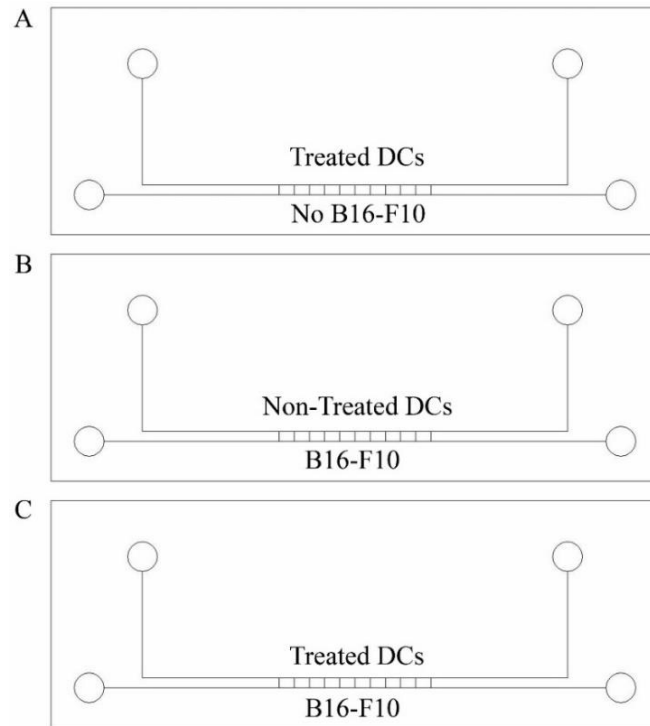 A
Treated DCs
No B16-F10
B
Non-Treated DCs
B16-F10
C
Treated DCs
B16-F10